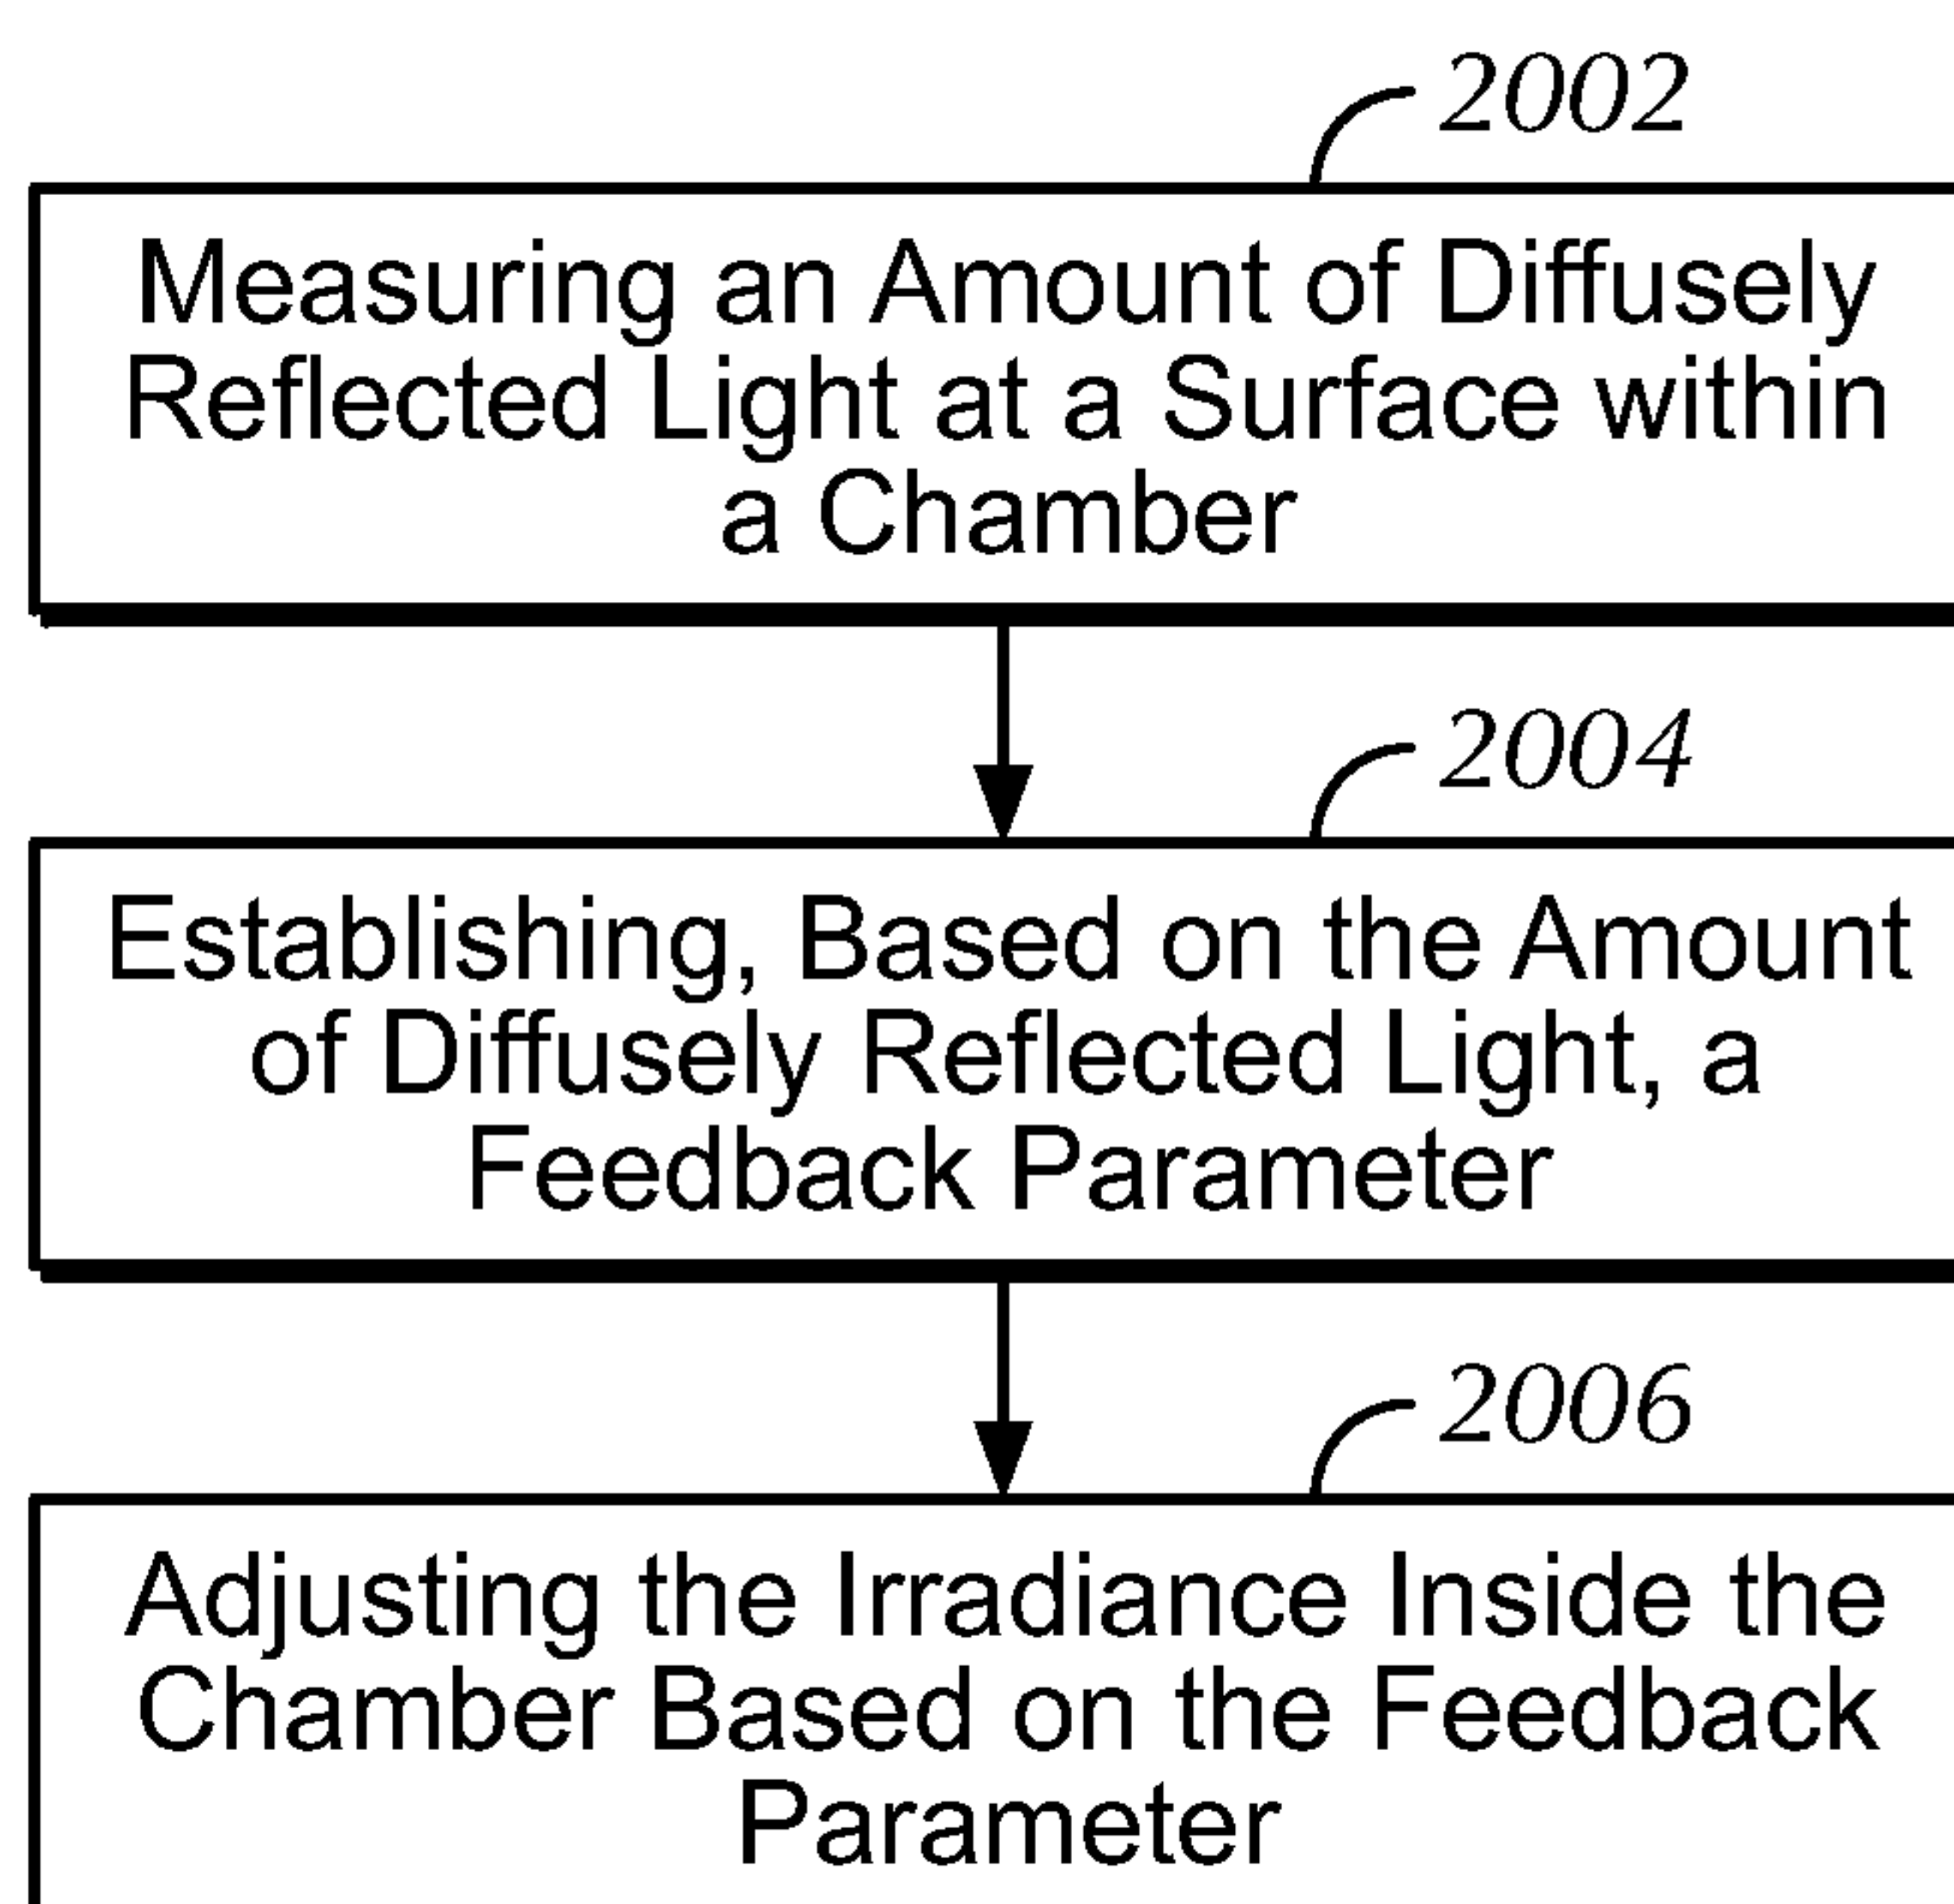 2002
Measuring an Amount of Diffusely
Reflected Light at a Surface within
a Chamber
2004
Establishing, Based on the Amount
of Diffusely Reflected Light, a
Feedback Parameter
2006
Adjusting the Irradiance Inside the
Chamber Based on the Feedback
Parameter